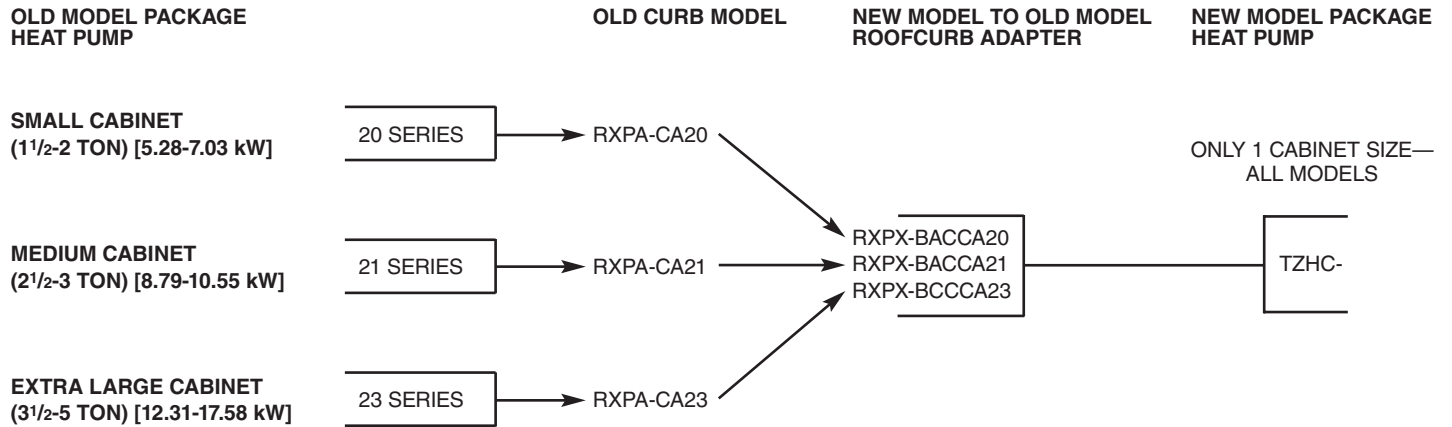 OLD MODEL PACKAGE
HEAT PUMP
OLD CURB MODEL
NEW MODEL TO OLD MODEL
ROOFCURB ADAPTER
NEW MODEL PACKAGE
HEAT PUMP
SMALL CABINET
(1 1/2-2 TON) [5.28-7.03 kW]
20 SERIES
RXPA-CA20
ONLY 1 CABINET SIZE—
ALL MODELS
MEDIUM CABINET
(2 1/2-3 TON) [8.79-10.55 kW]
21 SERIES
RXPA-CA21
RXPX-BACCA20
RXPX-BACCA21
RXPX-BCCCA23
TZHC-
EXTRA LARGE CABINET
(3 1/2-5 TON) [12.31-17.58 kW]
23 SERIES
RXPA-CA23